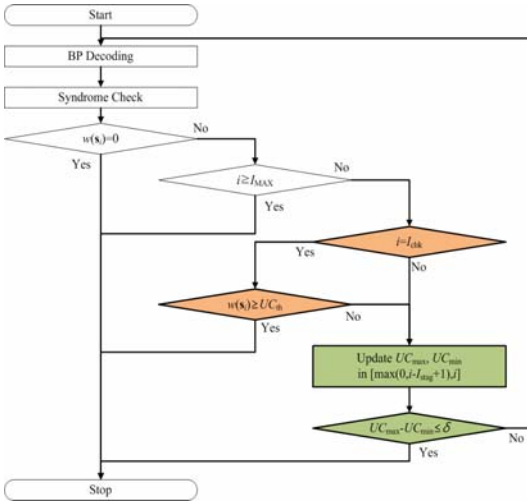 Start
BP Decoding
Syndrome Check
w(sᵢ)=0
No
Yes
i≥I_MAX
No
Yes
i=I_chk
Yes
No
w(sᵢ)≥UC_th
No
Yes
Update UC_max, UC_min
in [max(0,i-I_stag+1),i]
UC_max-UC_min≤δ
No
Yes
Stop